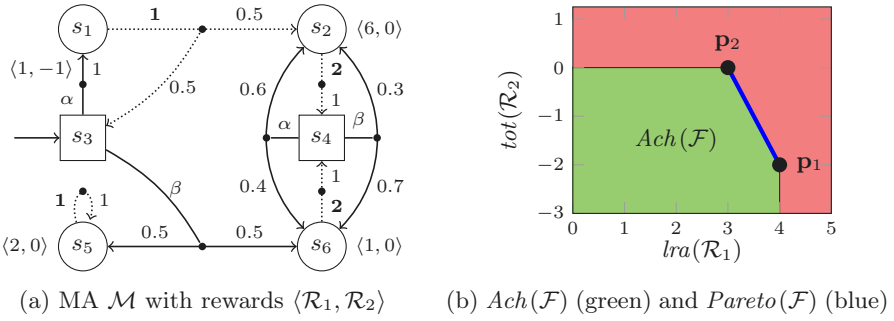 s₁
1
0.5
s₂
⟨6, 0⟩
⟨1, −1⟩
1
α
0.5
0.6
2
1
0.3
s₃
α
s₄
β
β
0.4
1
2
0.7
1
1
s₅
⟨2, 0⟩
0.5
0.5
s₆
⟨1, 0⟩
(a) MA ℳ with rewards ⟨ℛ₁, ℛ₂⟩
1
0
−1
−2
−3
tot(ℛ₂)
p₂
Ach(ℱ)
p₁
0 1 2 3 4 5
lra(ℛ₁)
(b) Ach(ℱ) (green) and Pareto(ℱ) (blue)